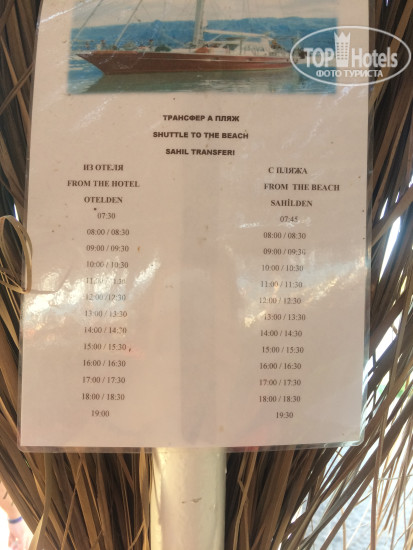 TOP Hotels
ФОТО ТУРИСТА
ТРАНСФЕР А ПЛЯЖ
SHUTTLE TO THE BEACH
SAHIL TRANSFERI
ИЗ ОТЕЛЯ
FROM THE HOTEL
OTELDEN
07:30
08:00 / 08:30
09:00 / 09:30
10:00 / 10:30
11:00 / 11:30
12:00 / 12:30
13:00 / 13:30
14:00 / 14:30
15:00 / 15:30
16:00 / 16:30
17:00 / 17:30
18:00 / 18:30
19:00
С ПЛЯЖА
FROM THE BEACH
SAHİLDEN
07:45
08:00 / 08:30
09:00 / 09:30
10:00 / 10:30
11:00 / 11:30
12:00 / 12:30
13:00 / 13:30
14:00 / 14:30
15:00 / 15:30
16:00 / 16:30
17:00 / 17:30
18:00 / 18:30
19:30